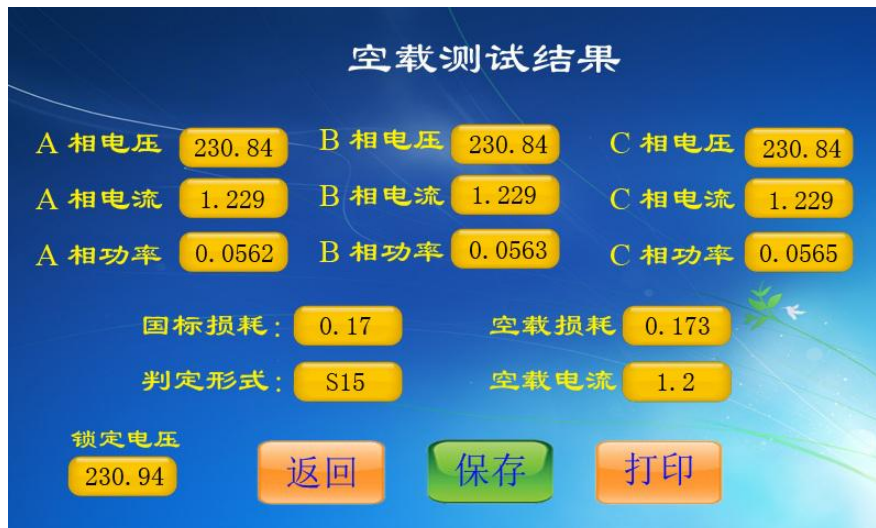 空载测试结果
A 相电压 230.84 B 相电压 230.84 C 相电压 230.84
A 相电流 1.229 B 相电流 1.229 C 相电流 1.229
A 相功率 0.0562 B 相功率 0.0563 C 相功率 0.0565
国标损耗: 0.17 空载损耗 0.173
判定形式: S15 空载电流 1.2
锁定电压
230.94 返回 保存 打印